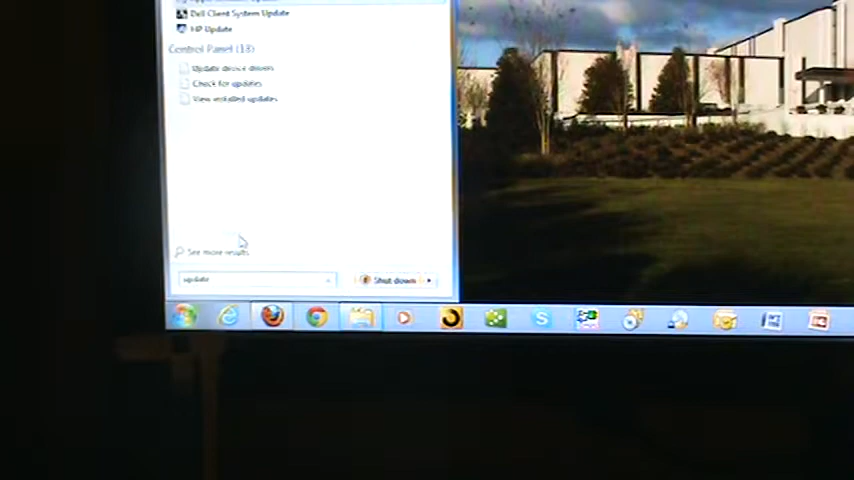 Dell Client System Update
HP Update
Control Panel (13)
Update device drivers
Check for updates
View installed updates
See more results
update
Shut down